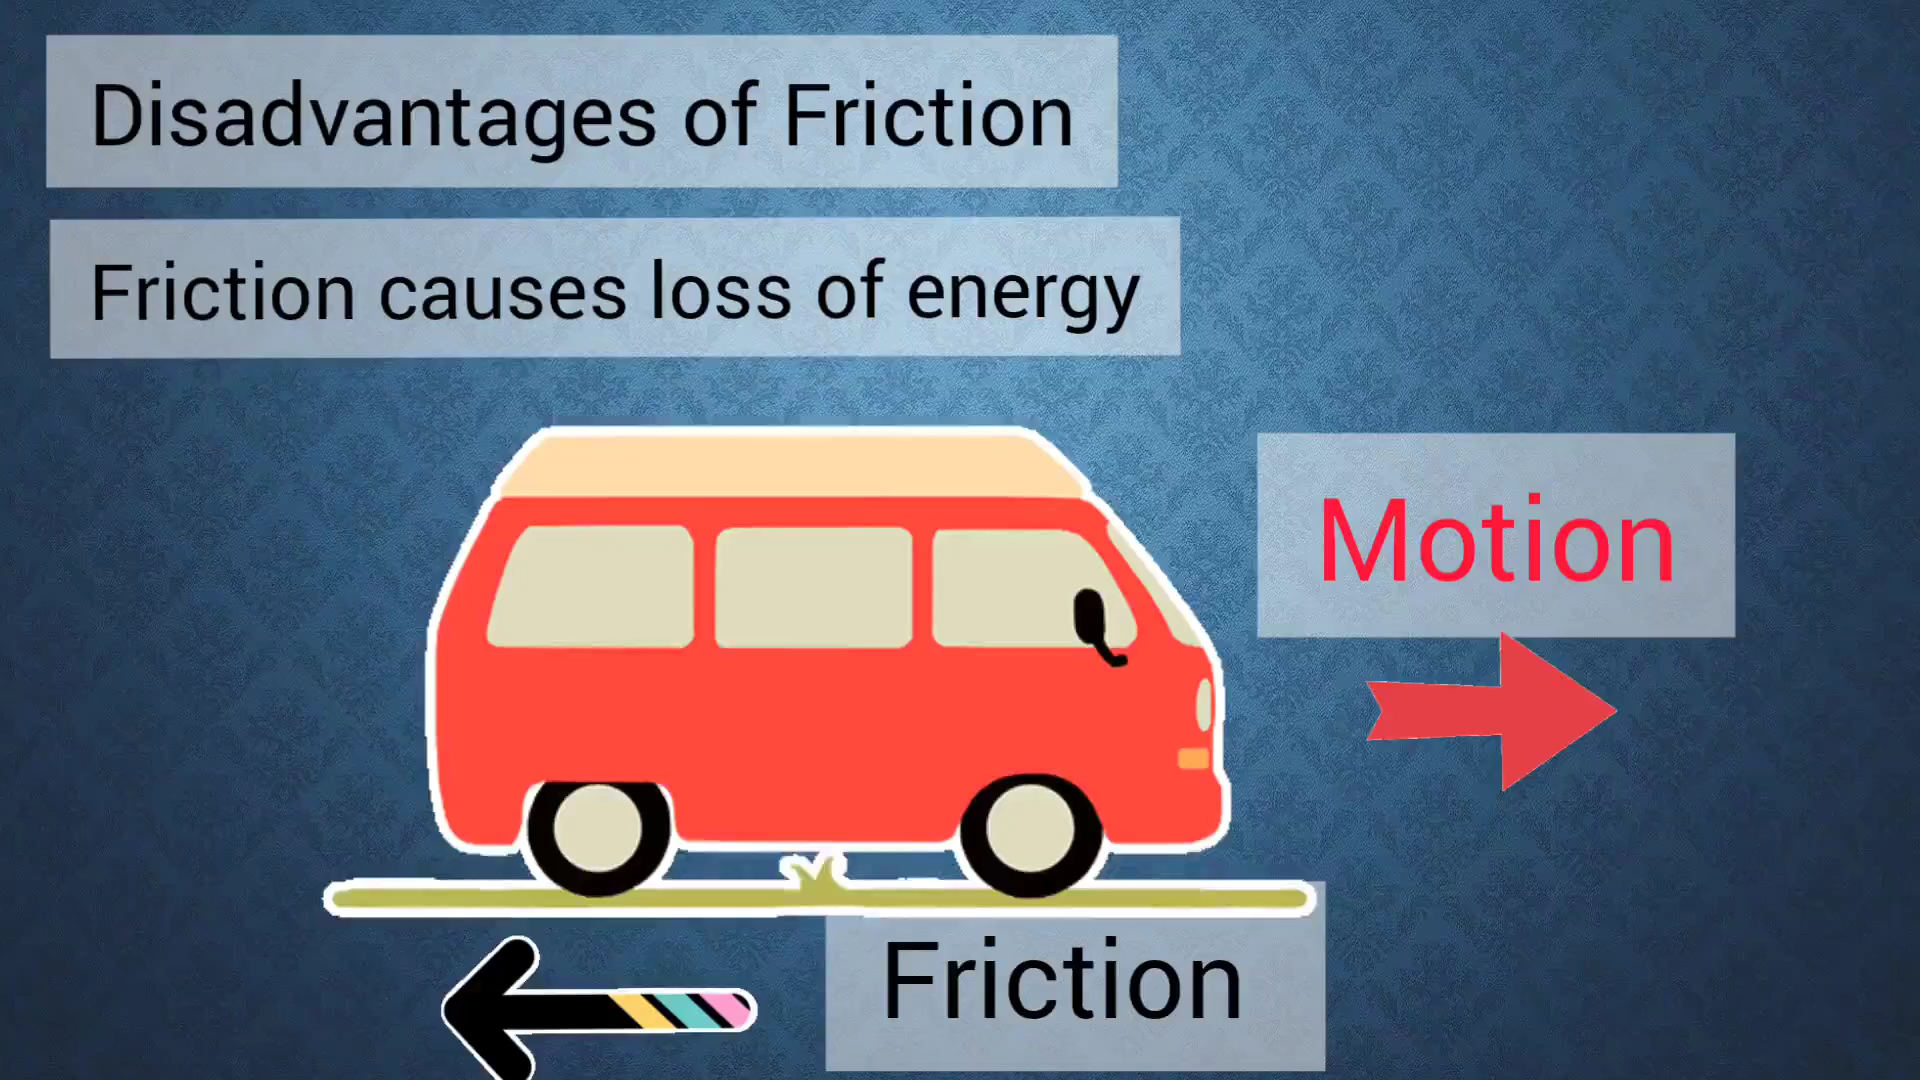 Disadvantages of Friction
Friction causes loss of energy
Motion
Friction